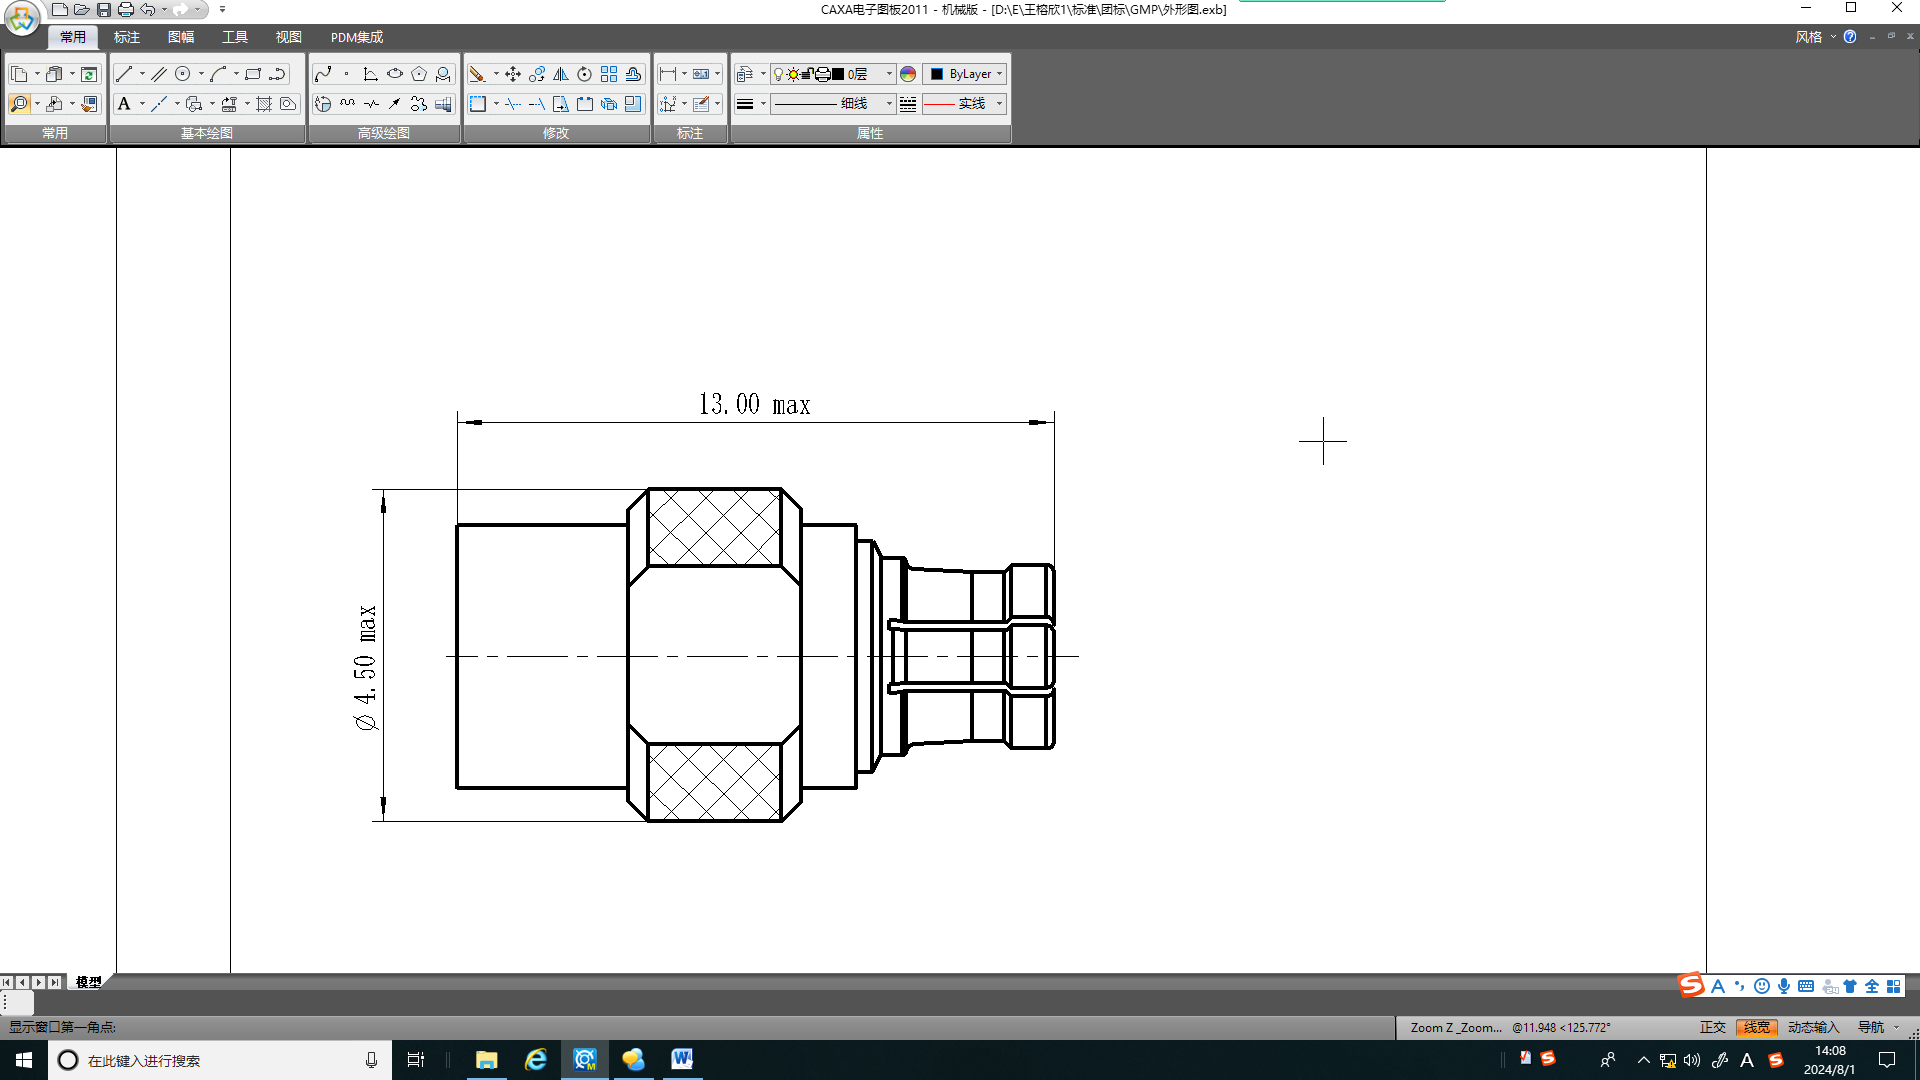 CAXA电子图板2011 - 机械版 - [D:\E\王榕欣1\标准\团标\GMP\外形图.exb]
常用 标注 图幅 工具 视图 PDM集成 风格
0层 ByLayer
A 细线 实线
常用 基本绘图 高级绘图 修改 标注 属性
13.00 max
Ø 4.50 max
模型
A 全
显示窗口第一角点: Zoom Z _Zoom... @11.948 <125.772° 正交 线宽 动态输入 导航
在此键入进行搜索
A
14:08
2024/8/1